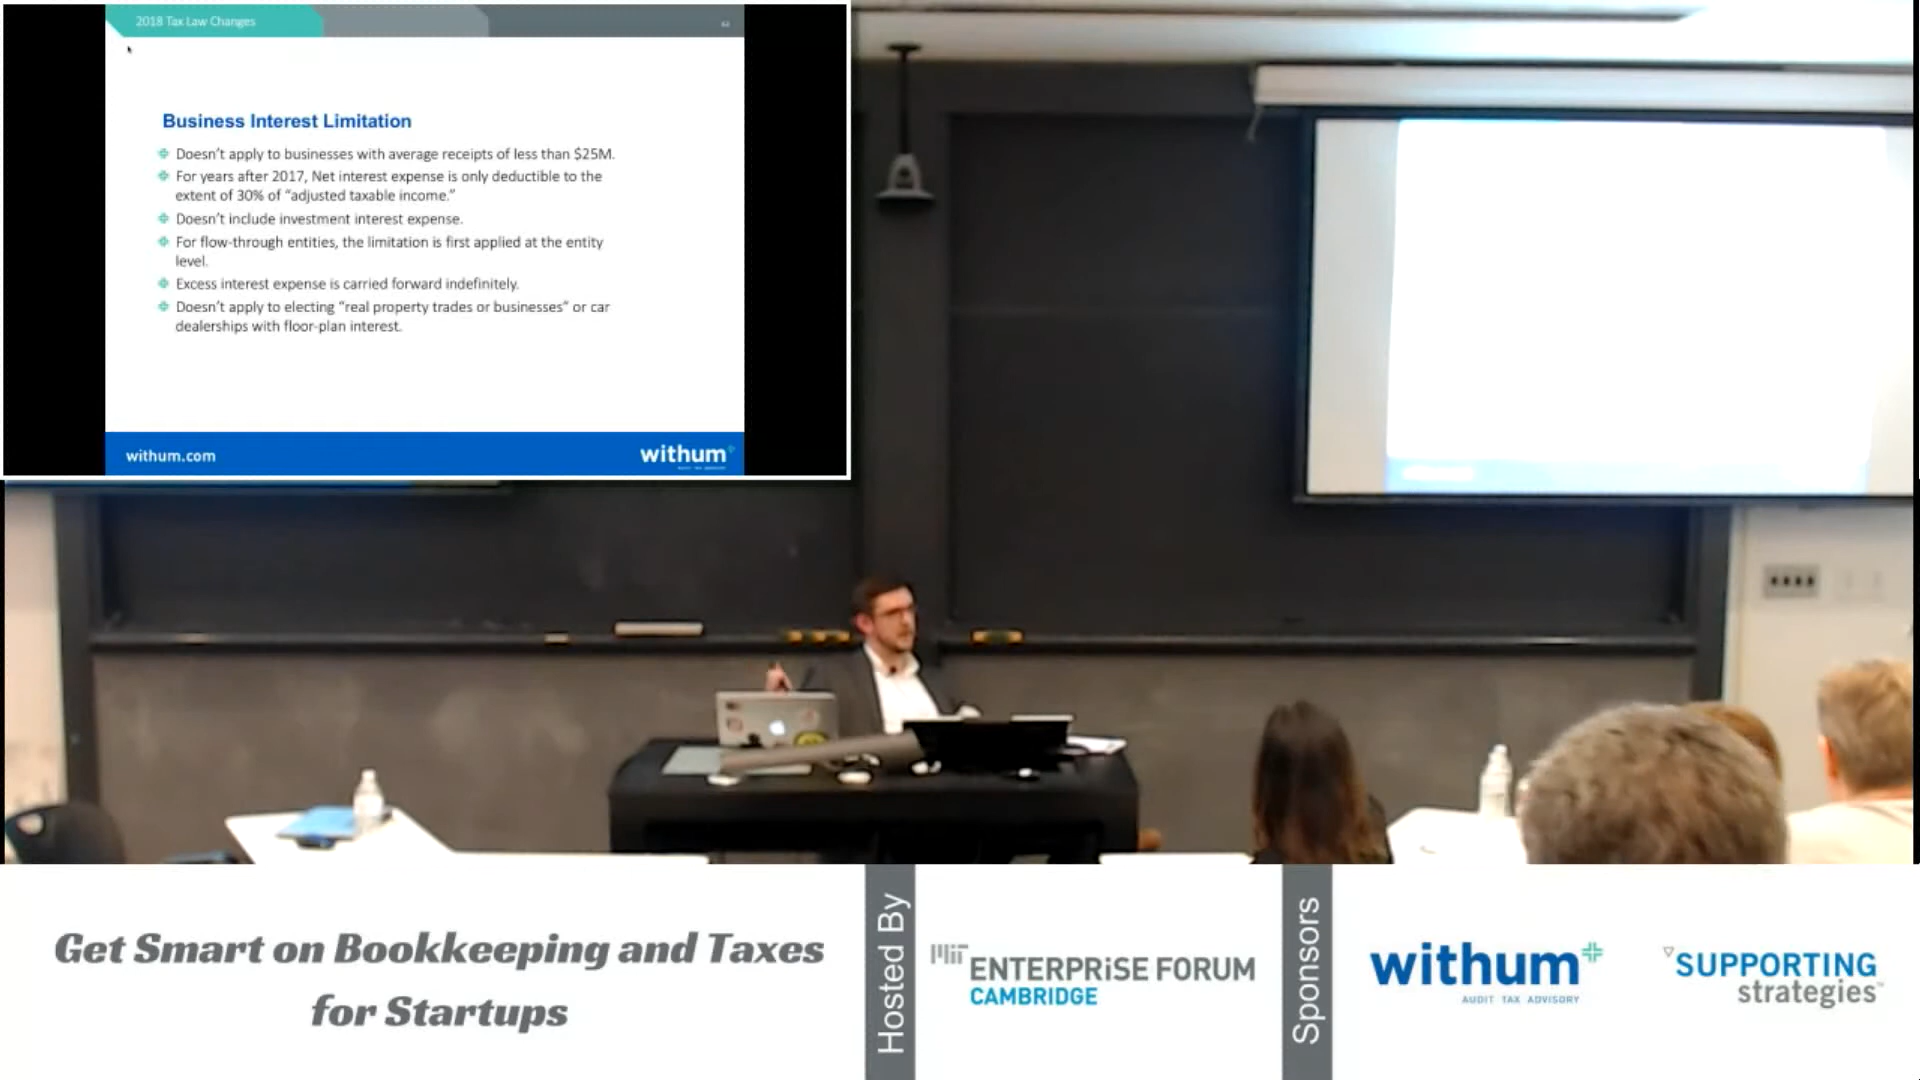 2018 Tax Law Changes
Business Interest Limitation
Doesn't apply to businesses with average receipts of less than $25M.
For years after 2017, Net interest expense is only deductible to the
extent of 30% of “adjusted taxable income.”
Doesn't include investment interest expense.
For flow-through entities, the limitation is first applied at the entity
level.
Excess interest expense is carried forward indefinitely.
Doesn't apply to electing “real property trades or businesses” or car
dealerships with floor-plan interest.
withum.com
withum
Get Smart on Bookkeeping and Taxes
for Startups
Hosted By
MiT
ENTERPRiSE FORUM
CAMBRIDGE
Sponsors
withum
AUDIT TAX ADVISORY
SUPPORTING
strategies